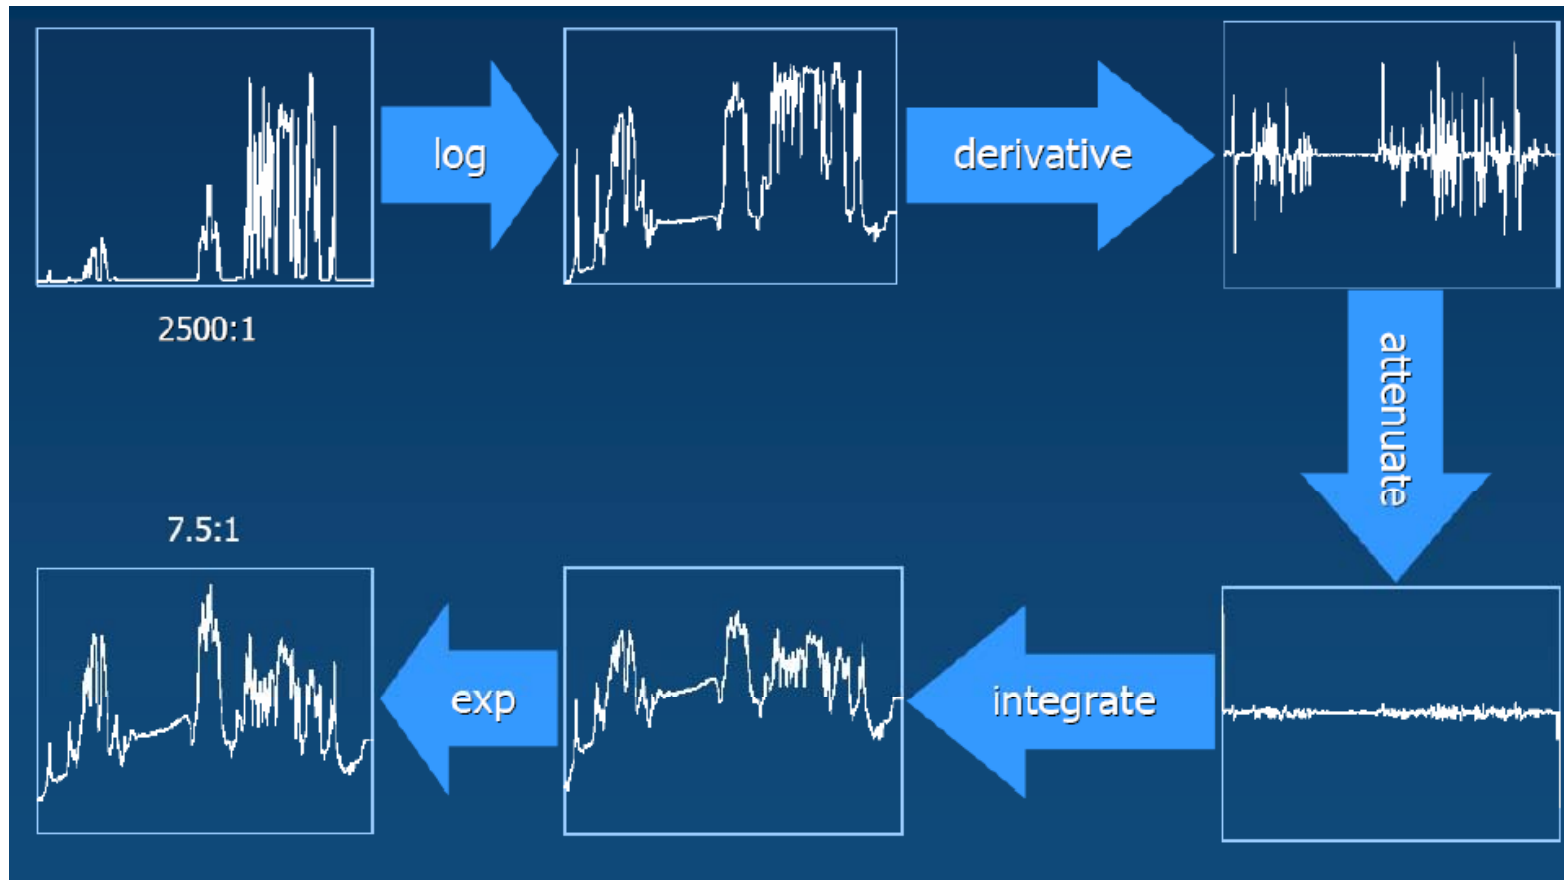 log
derivative
2500:1
attenuate
7.5:1
exp
integrate